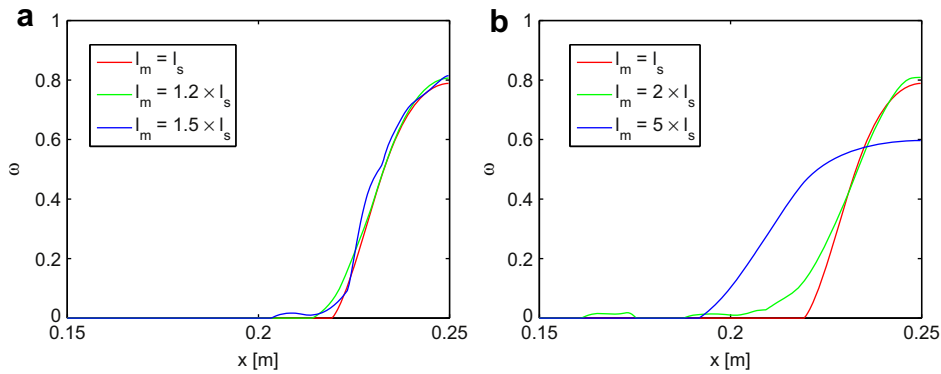 a
1
0.8
0.6
0.4
0.2
0
ω
l_m = l_s
l_m = 1.2 × l_s
l_m = 1.5 × l_s
0.15
0.2
0.25
x [m]
b
1
0.8
0.6
0.4
0.2
0
ω
l_m = l_s
l_m = 2 × l_s
l_m = 5 × l_s
0.15
0.2
0.25
x [m]